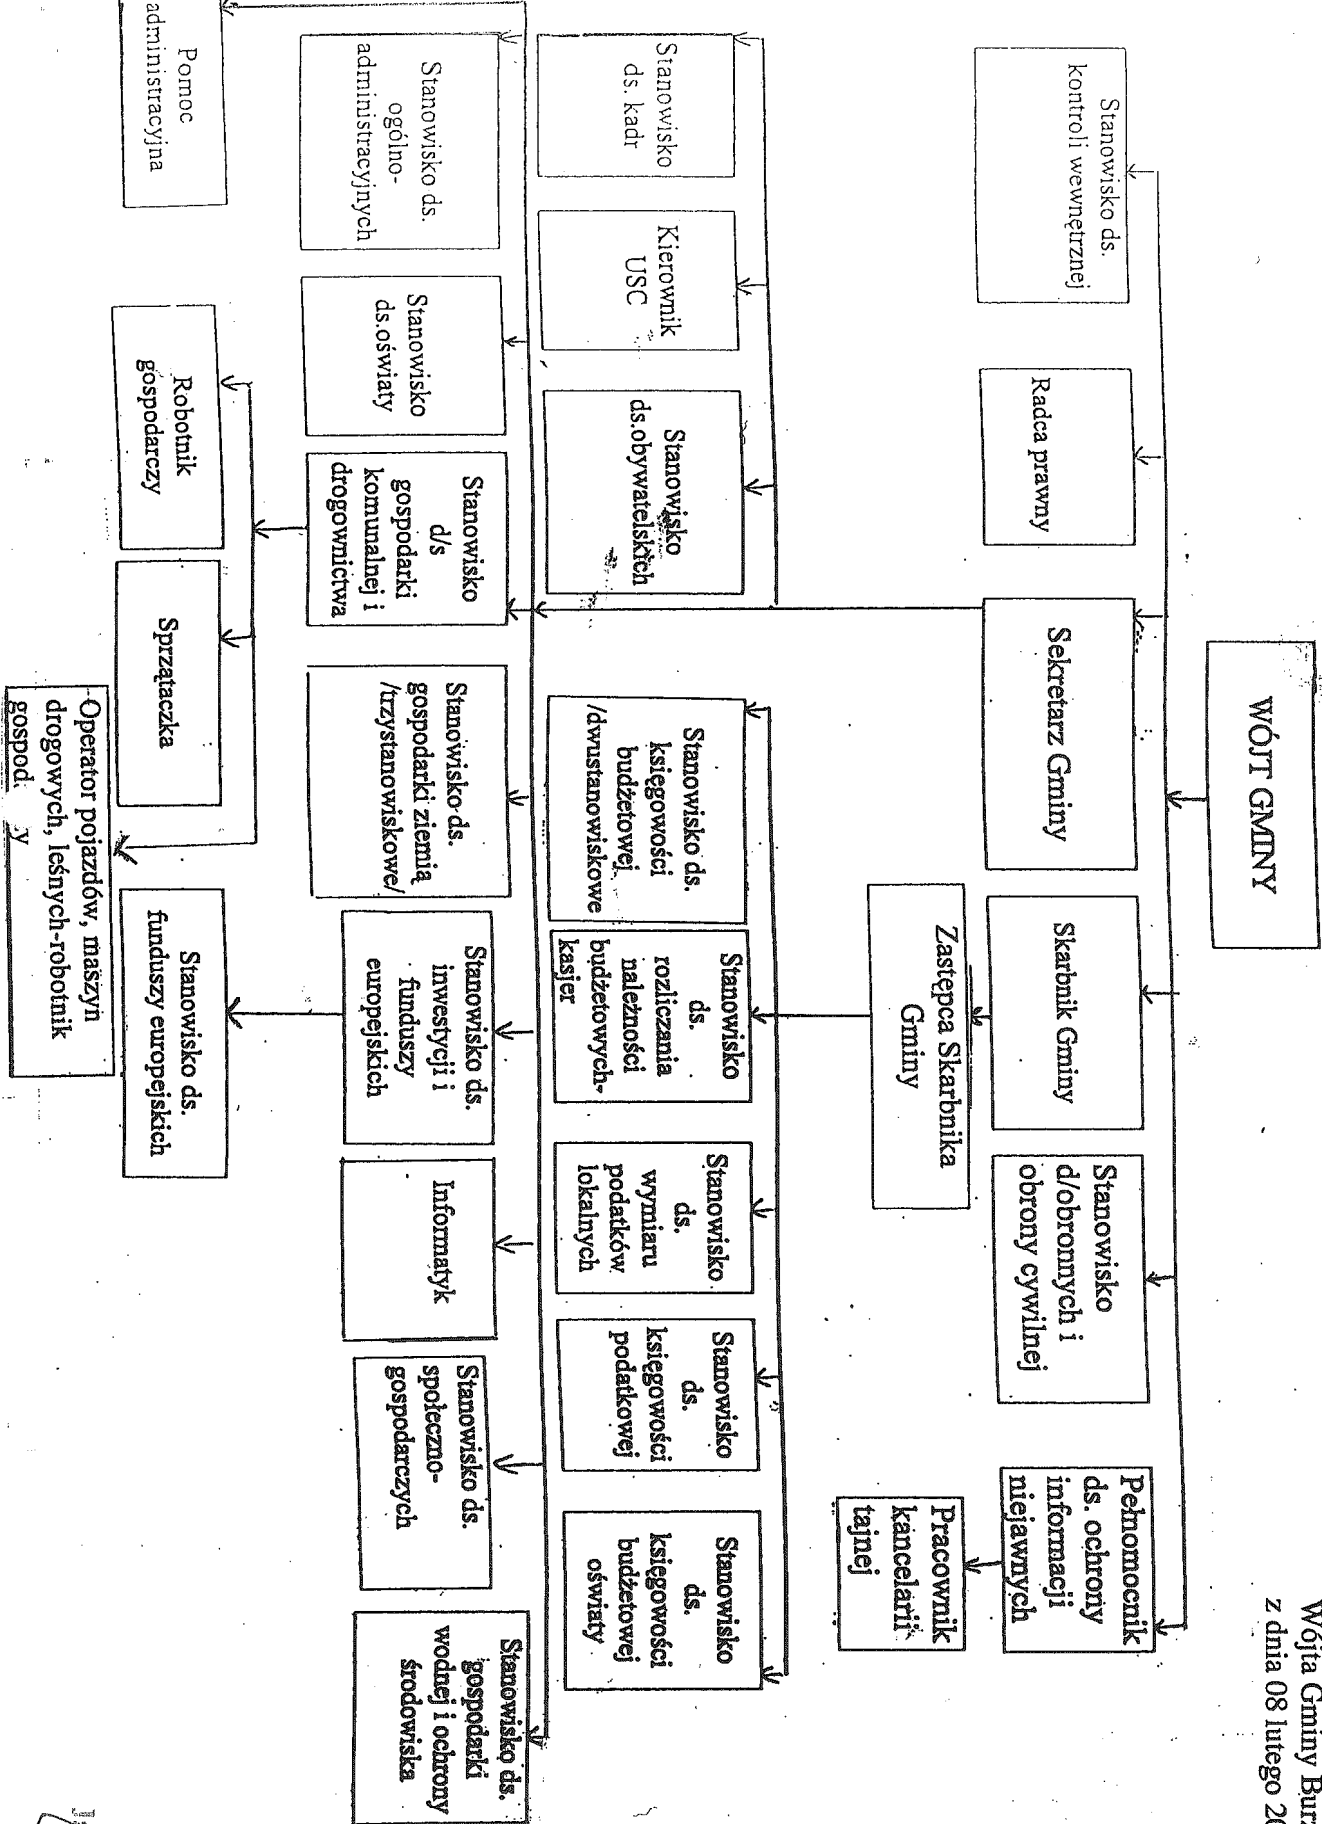 Wójta Gminy
z dnia 08 lutego
WÓJT GMINY
Stanowisko ds.
kontroli wewnętrznej
Radca prawny
Sekretarz Gminy
Skarbnik Gminy
Stanowisko
d/obronnych i
obrony cywilnej
Pełnomocnik
ds. ochrony
informacji
niejawnych
Zastępca Skarbnika
Gminy
Pracownik
kancelarii
tajnej
Stanowisko
ds. kadr
Kierownik
USC
Stanowisko
ds.obywatelskich
Stanowisko ds.
księgowości
budżetowej
/dwustanowiskowe
Stanowisko
ds.
rozliczania
należności
budżetowych-
kasjer
Stanowisko
ds.
wymiaru
podatków
lokalnych
Stanowisko
ds.
księgowości
podatkowej
Stanowisko
ds.
księgowości
budżetowej
oświaty
Stanowisko ds.
ogólno-
administracyjnych
Stanowisko
ds.oświaty
Stanowisko
d/s
gospodarki
komunalnej i
drogownictwa
Stanowisko ds.
gospodarki ziemią
/trzystanowiskowe/
Stanowisko ds.
inwestycji i
funduszy
europejskich
Informatyk
Stanowisko ds.
społeczno-
gospodarczych
Stanowisko ds.
gospodarki
wodnej i ochrony
środowiska
Pomoc
administracyjna
Robotnik
gospodarczy
Sprzątaczka
Stanowisko ds.
funduszy europejskich
Operator pojazdów, maszyn
drogowych, leśnych-robotnik